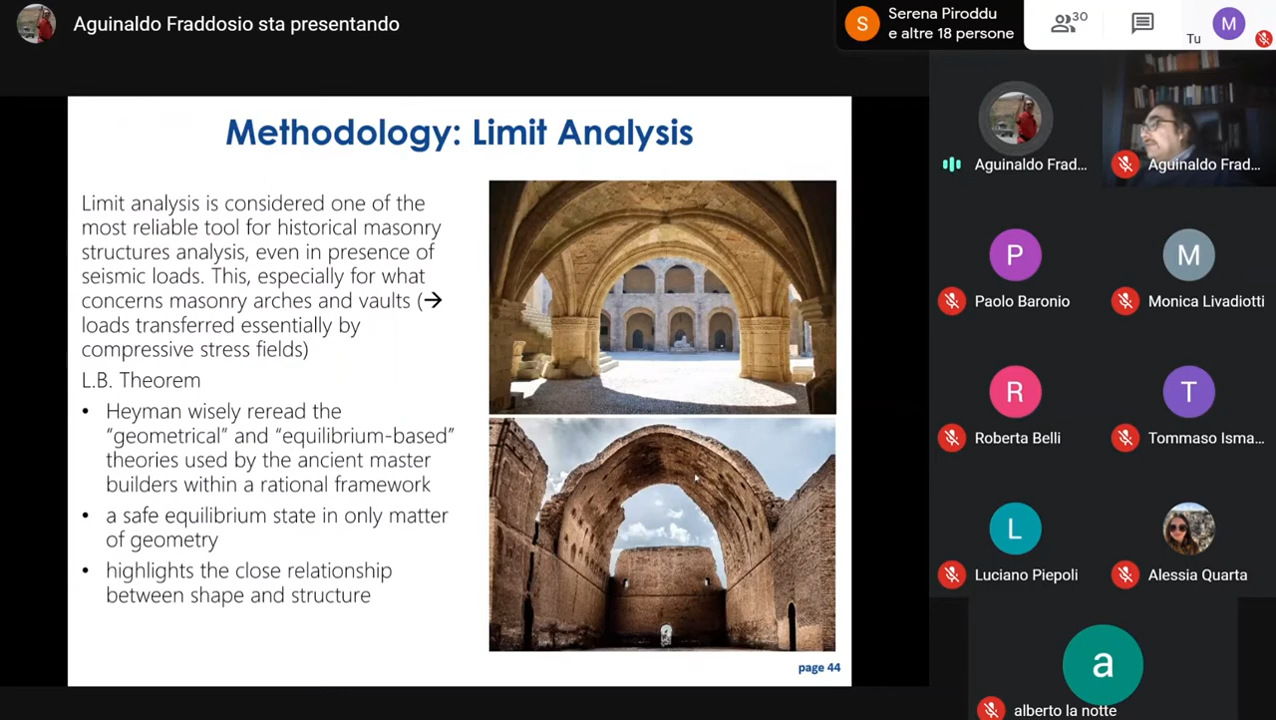 Aguinaldo Fraddosio sta presentando
S
Serena Piroddu
e altre 18 persone
30
Tu
M
Methodology: Limit Analysis
Limit analysis is considered one of the
most reliable tool for historical masonry
structures analysis, even in presence of
seismic loads. This, especially for what
concerns masonry arches and vaults (→
loads transferred essentially by
compressive stress fields)
L.B. Theorem
• Heyman wisely reread the
“geometrical” and “equilibrium-based”
theories used by the ancient master
builders within a rational framework
• a safe equilibrium state in only matter
of geometry
• highlights the close relationship
between shape and structure
page 44
Aguinaldo Frad...
Aguinaldo Frad...
P
Paolo Baronio
M
Monica Livadiotti
R
Roberta Belli
T
Tommaso Isma...
L
Luciano Piepoli
Alessia Quarta
a
alberto la notte